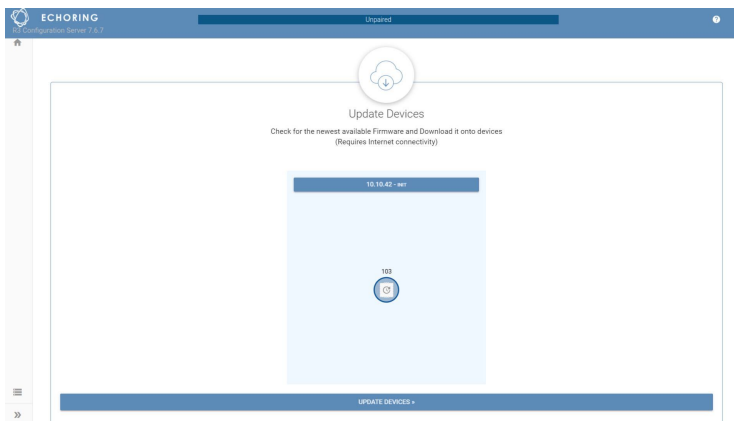 ECHORING
Unpaired
R3 Configuration Server 7.6.7
Update Devices
Check for the newest available Firmware and Download it onto devices
(Requires Internet connectivity)
10.10.42 - BKT
103
UPDATE DEVICES »